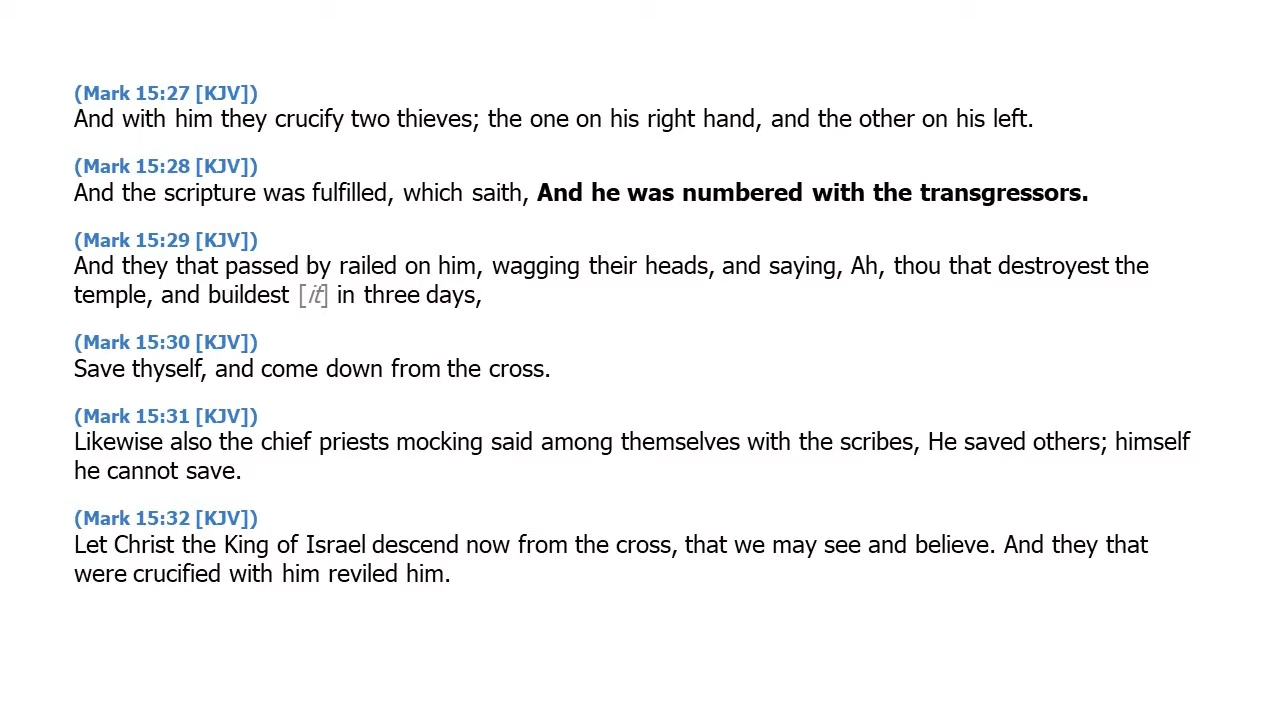 (Mark 15:27 [KJV])
And with him they crucify two thieves; the one on his right hand, and the other on his left.
(Mark 15:28 [KJV])
And the scripture was fulfilled, which saith, And he was numbered with the transgressors.
(Mark 15:29 [KJV])
And they that passed by railed on him, wagging their heads, and saying, Ah, thou that destroyest the
temple, and buildest [it] in three days,
(Mark 15:30 [KJV])
Save thyself, and come down from the cross.
(Mark 15:31 [KJV])
Likewise also the chief priests mocking said among themselves with the scribes, He saved others; himself
he cannot save.
(Mark 15:32 [KJV])
Let Christ the King of Israel descend now from the cross, that we may see and believe. And they that
were crucified with him reviled him.